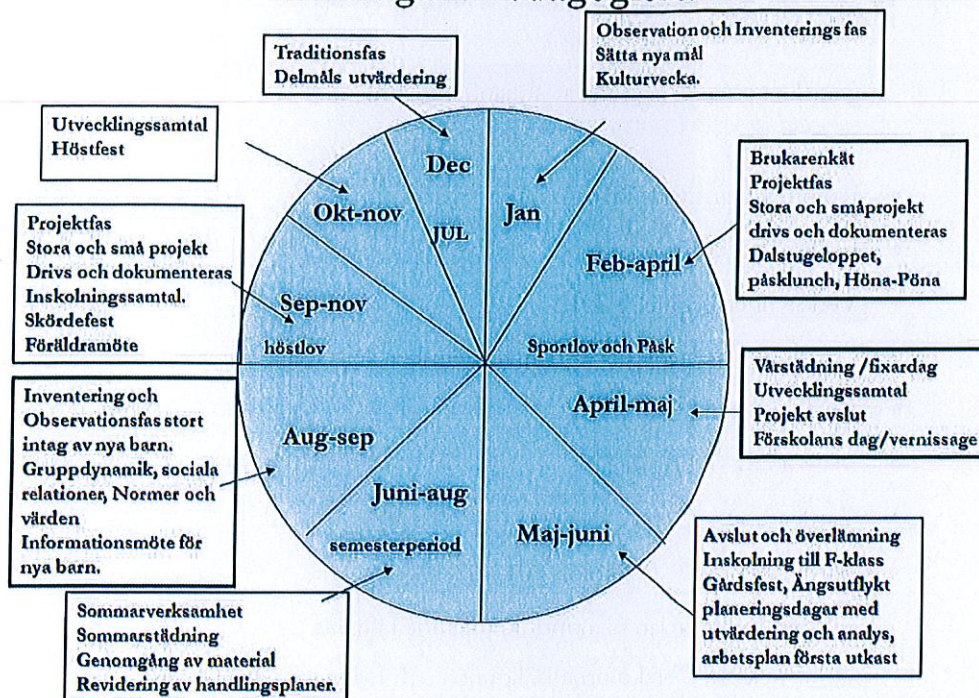 Observation och Inverterings fas
Sätta nya mål
Kulturvecka.
Traditionsfas
Delmåls utvärdering
Utvecklingssamtal
Höstfest
Brukarenkät
Projektfas
Stora och småprojekt
drivs och dokumenteras
Dalstugeloppet,
påsklunch, Höna-Pöna
Projektfas
Stora och små projekt
Drivs och dokumenteras
Inskolningssamtal.
Skördefest
Föräldramöte
Dec
JUL
Jan
Okt-nov
Feb-april
Sportlov och Påsk
Sep-nov
höstlov
April-maj
Aug-sep
Juni-aug
semesterperiod
Maj-juni
Vårstädning /fixardag
Utvecklingssamtal
Projekt avslut
Förskolans dag/vernissage
Inventering och
Observationsfas stort
intag av nya barn.
Gruppdynamik, sociala
relationer, Normer och
värden
Informationsmöte för
nya barn.
Avslut och överlämning
Inskolning till F-klass
Gårdsfest, Ängsutflykt
planeringsdagar med
utvärdering och analys,
arbetsplan första utkast
Sommarverksamhet
Sommarstädning
Genomgång av material
Revidering av handlingsplaner.